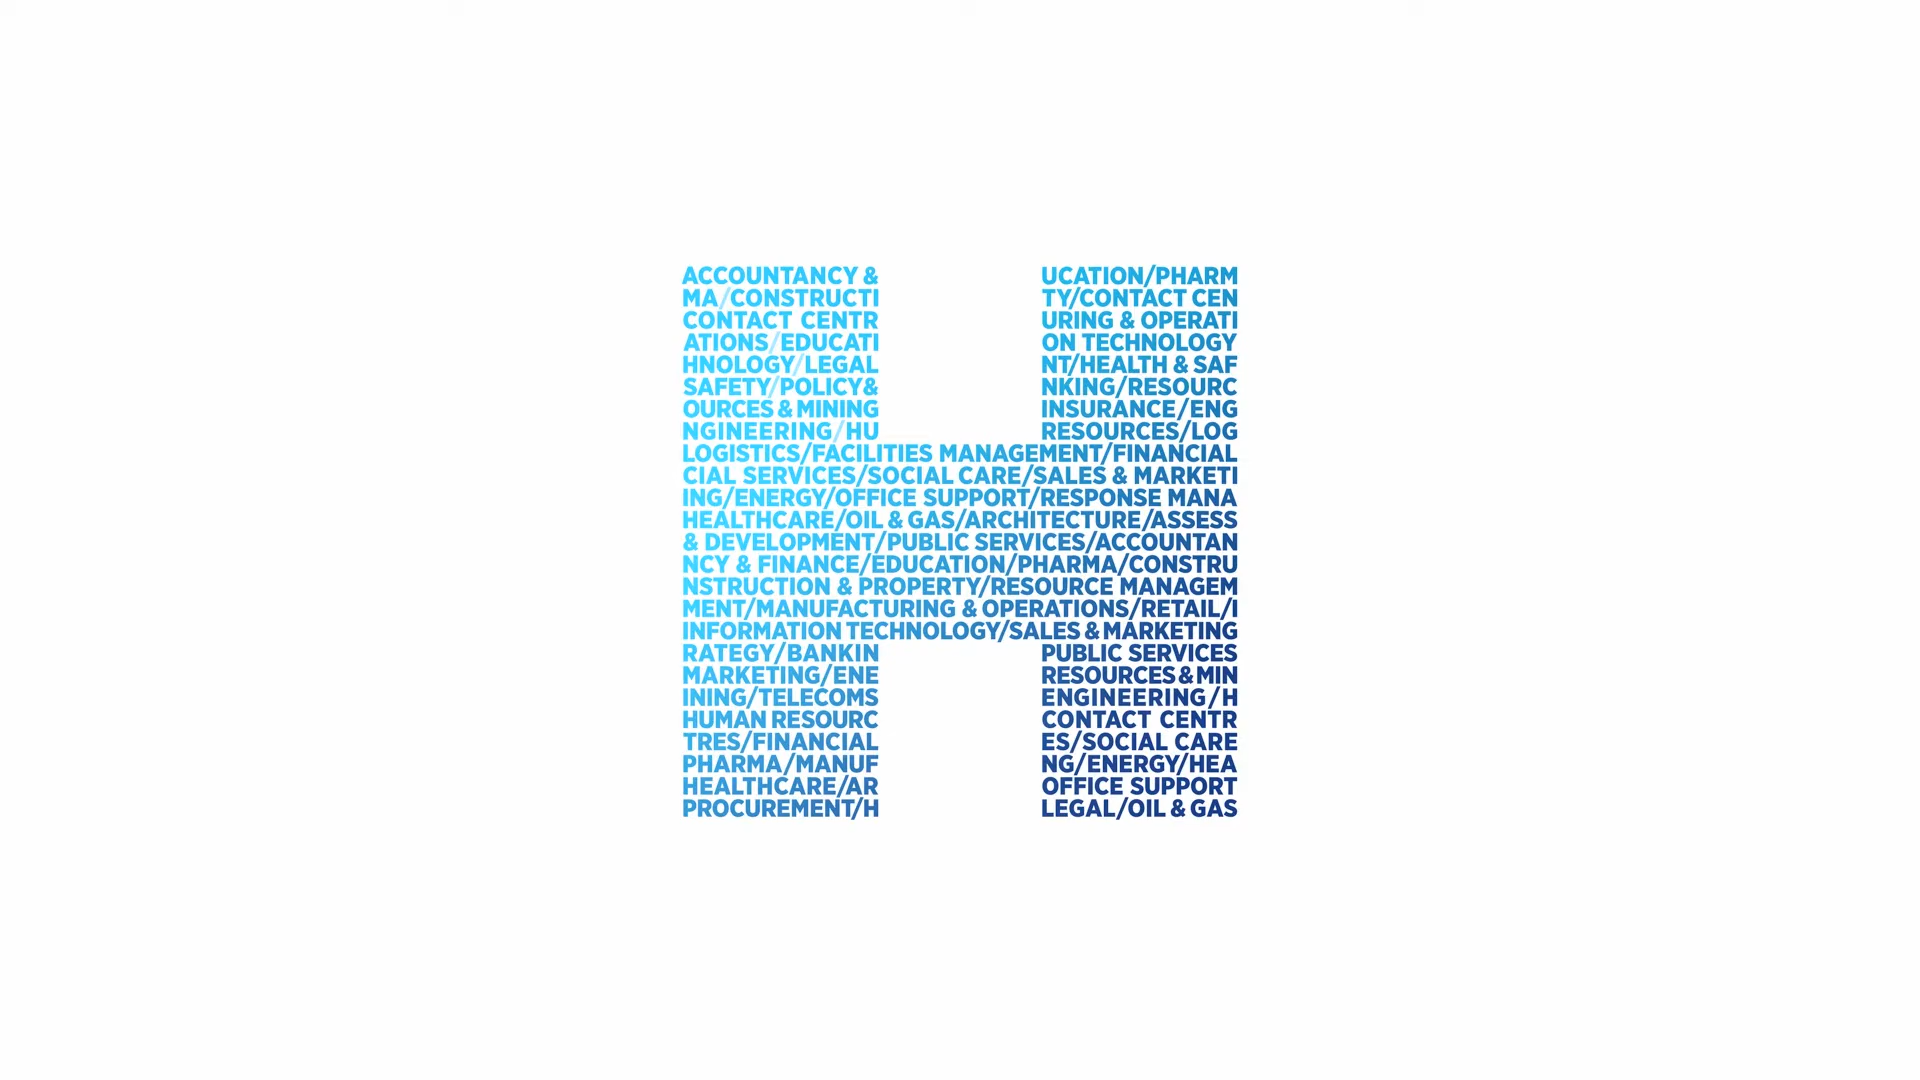 ACCOUNTANCY & UCATION/PHARM
MA/CONSTRUCTI TY/CONTACT CEN
CONTACT CENTR URING & OPERATI
ATIONS/EDUCATI ON TECHNOLOGY
HNOLOGY/LEGAL NT/HEALTH & SAF
SAFETY/POLICY& NKING/RESOURC
OURCES & MINING INSURANCE/ENG
NGINEERING/HU RESOURCES/LOG
LOGISTICS/FACILITIES MANAGEMENT/FINANCIAL
CIAL SERVICES/SOCIAL CARE/SALES & MARKETI
ING/ENERGY/OFFICE SUPPORT/RESPONSE MANA
HEALTHCARE/OIL & GAS/ARCHITECTURE/ASSESS
& DEVELOPMENT/PUBLIC SERVICES/ACCOUNTAN
NCY & FINANCE/EDUCATION/PHARMA/CONSTRU
NSTRUCTION & PROPERTY/RESOURCE MANAGEM
MENT/MANUFACTURING & OPERATIONS/RETAIL/I
INFORMATION TECHNOLOGY/SALES & MARKETING
RATEGY/BANKIN PUBLIC SERVICES
MARKETING/ENE RESOURCES & MIN
INING/TELECOMS ENGINEERING/H
HUMAN RESOURC CONTACT CENTR
TRES/FINANCIAL ES/SOCIAL CARE
PHARMA/MANUF NG/ENERGY/HEA
HEALTHCARE/AR OFFICE SUPPORT
PROCUREMENT/H LEGAL/OIL & GAS